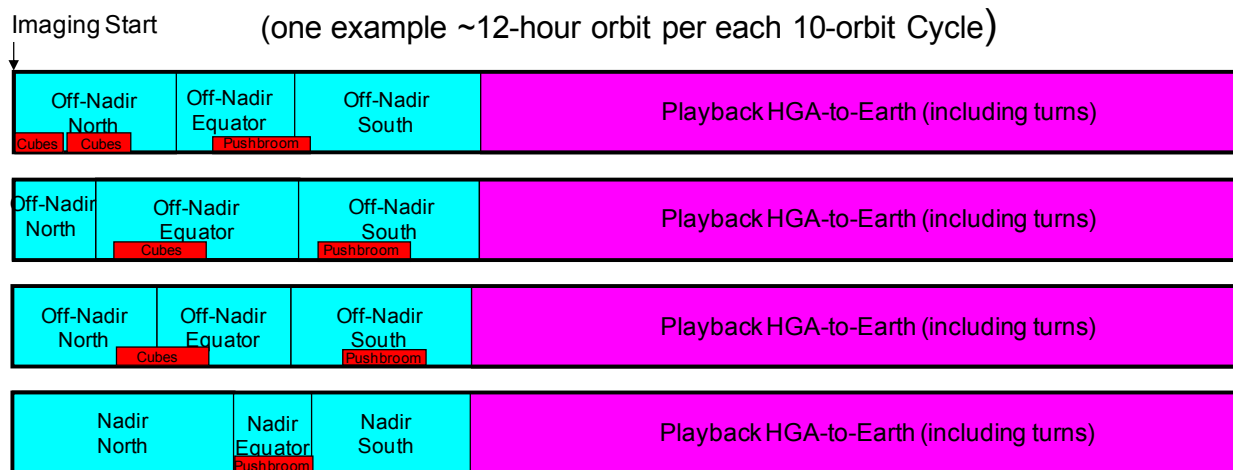 Imaging Start
(one example ~12-hour orbit per each 10-orbit Cycle)
Off-Nadir
North
Cubes
Cubes
Off-Nadir
Equator
Pushbroom
Off-Nadir
South
Playback HGA-to-Earth (including turns)
Off-Nadir
North
Off-Nadir
Equator
Cubes
Off-Nadir
South
Pushbroom
Playback HGA-to-Earth (including turns)
Off-Nadir
North
Cubes
Off-Nadir
Equator
Off-Nadir
South
Pushbroom
Playback HGA-to-Earth (including turns)
Nadir
North
Nadir
Equator
Pushbroom
Nadir
South
Playback HGA-to-Earth (including turns)